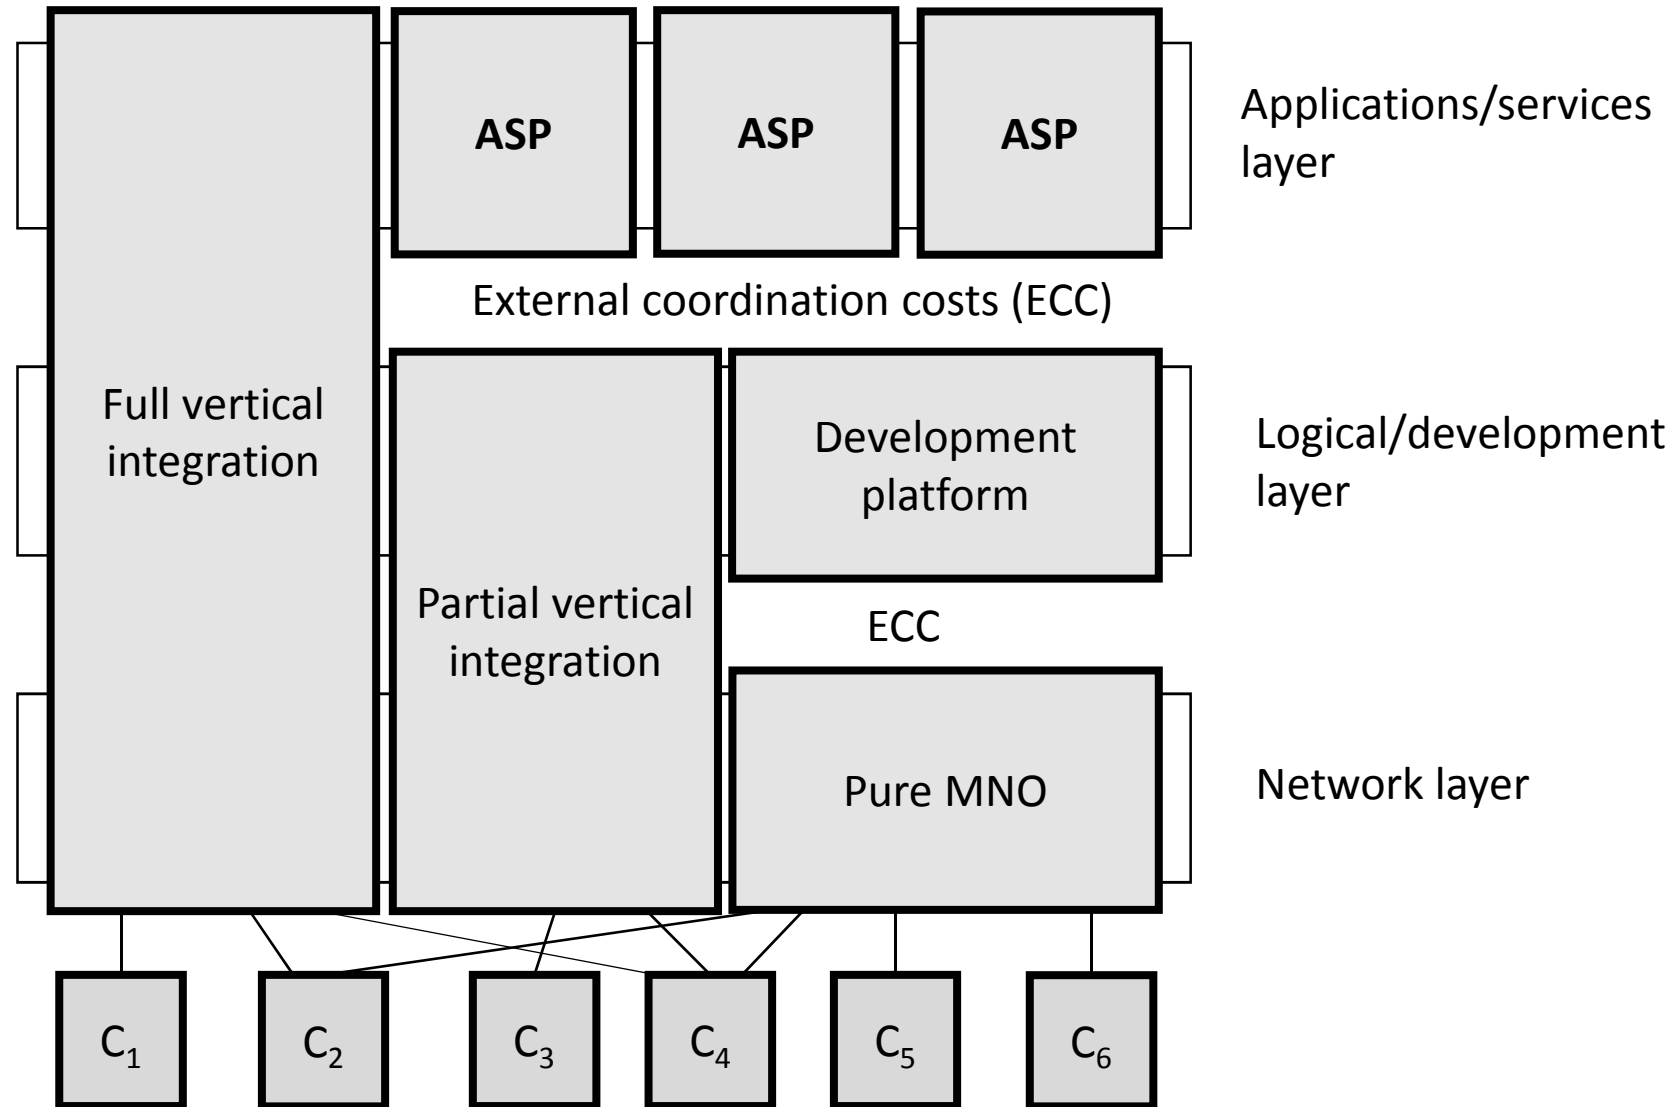 ASP
ASP
ASP
Applications/services
layer
External coordination costs (ECC)
Full vertical
integration
Development
platform
Logical/development
layer
Partial vertical
integration
ECC
Pure MNO
Network layer
C₁
C₂
C₃
C₄
C₅
C₆